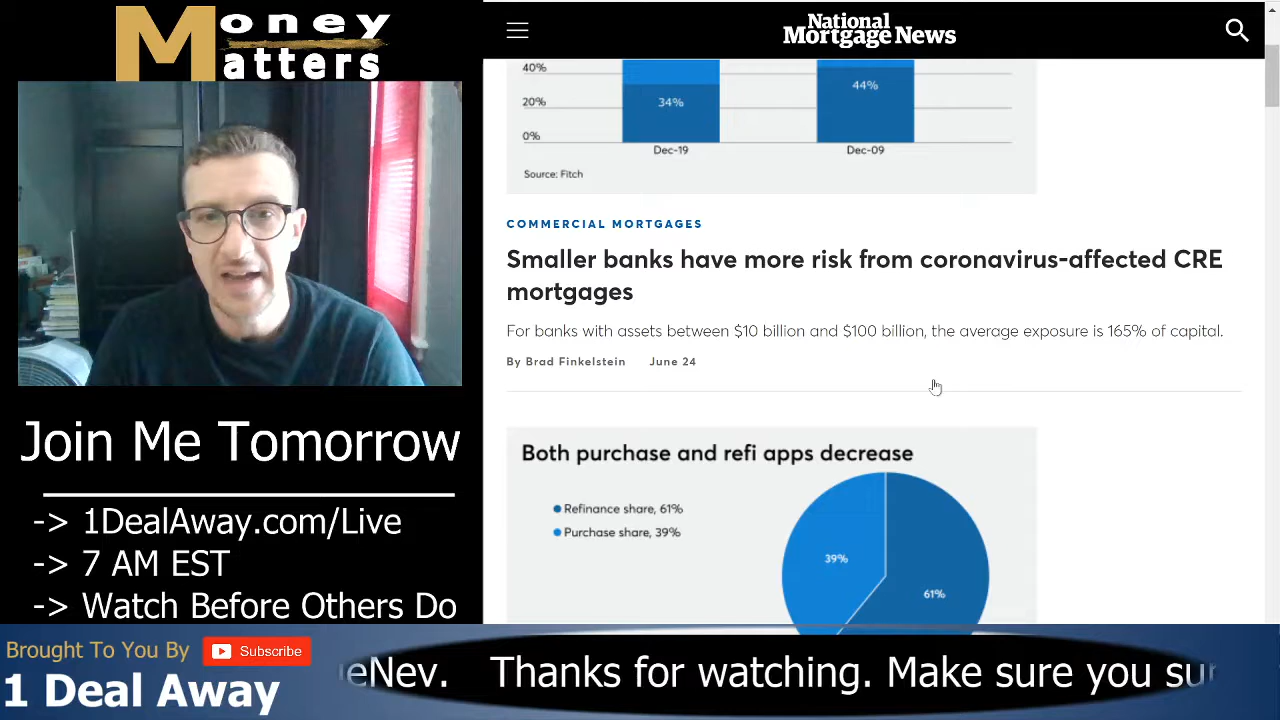 Money
Matters
Join Me Tomorrow
-> 1DealAway.com/Live
-> 7 AM EST
-> Watch Before Others Do
National
Mortgage News
40%
20%
0%
34%
44%
Dec-19
Dec-09
Source: Fitch
COMMERCIAL MORTGAGES
Smaller banks have more risk from coronavirus-affected CRE
mortgages
For banks with assets between $10 billion and $100 billion, the average exposure is 165% of capital.
By Brad Finkelstein June 24
Both purchase and refi apps decrease
Refinance share, 61%
Purchase share, 39%
39%
61%
Brought To You By
Subscribe
1 Deal Away
eNev. Thanks for watching. Make sure you su